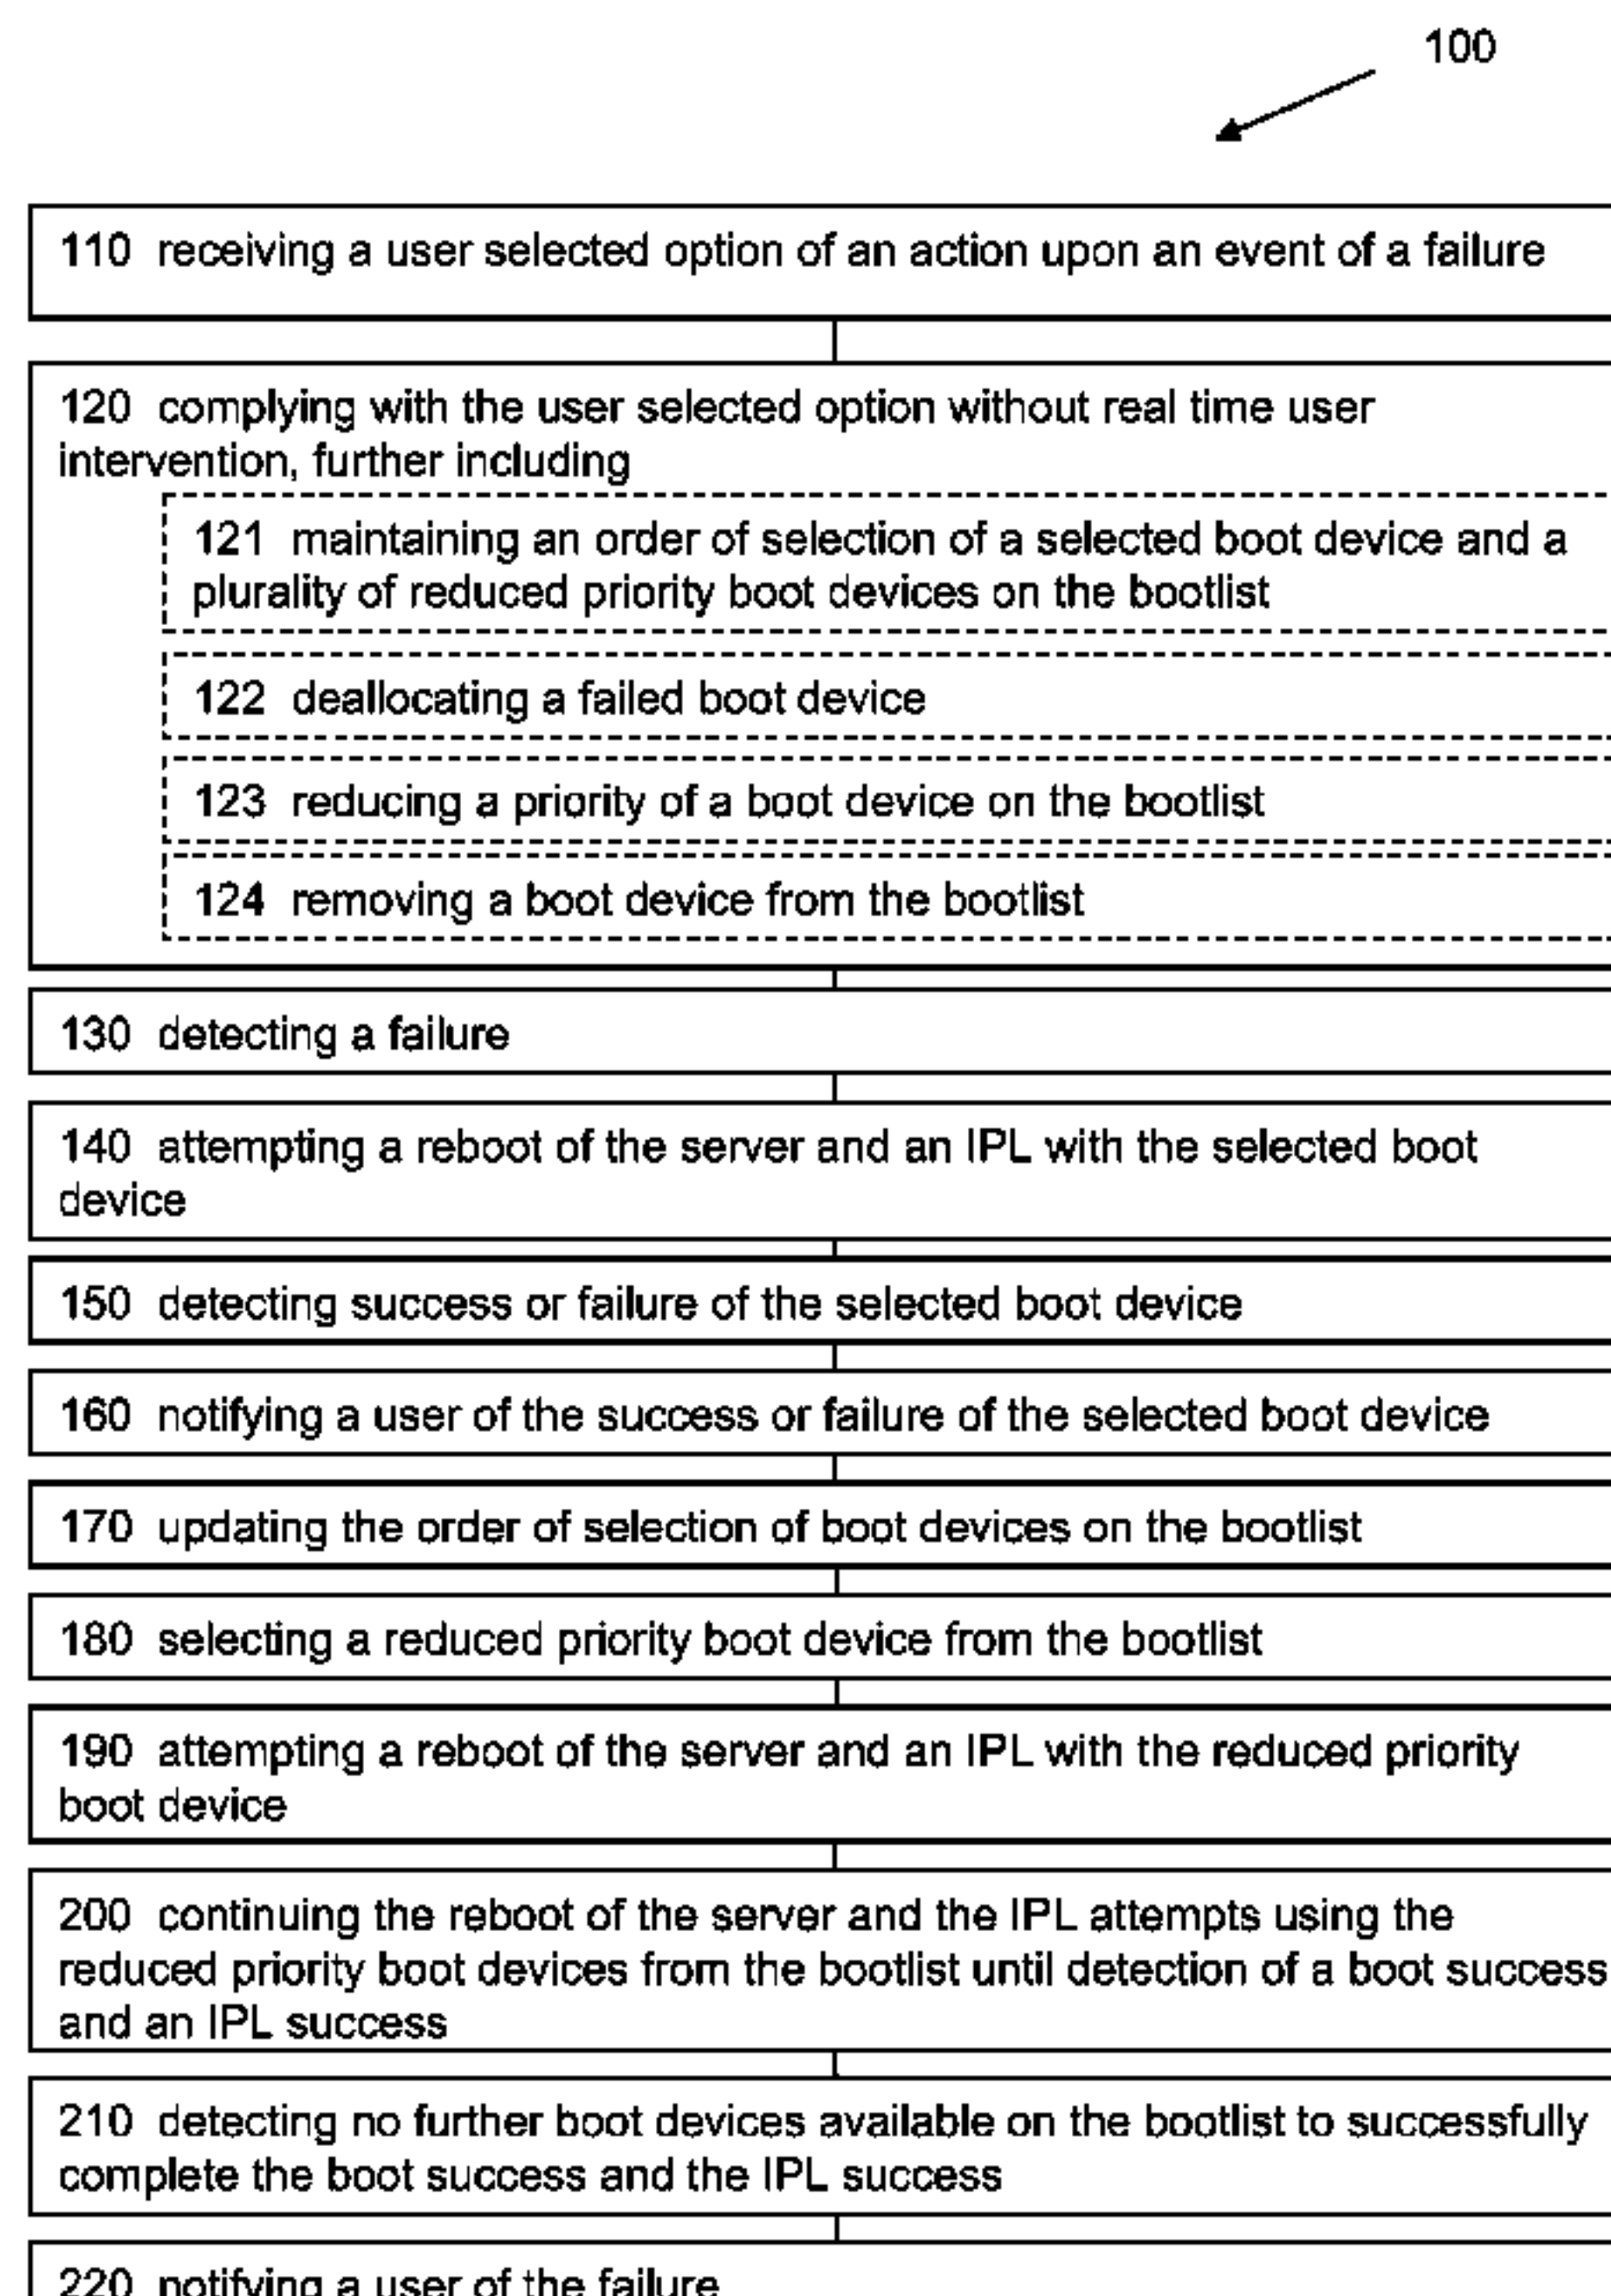 100
110 receiving a user selected option of an action upon an event of a failure
120 complying with the user selected option without real time user
intervention, further including
121 maintaining an order of selection of a selected boot device and a
plurality of reduced priority boot devices on the bootlist
122 deallocating a failed boot device
123 reducing a priority of a boot device on the bootlist
124 removing a boot device from the bootlist
130 detecting a failure
140 attempting a reboot of the server and an IPL with the selected boot
device
150 detecting success or failure of the selected boot device
160 notifying a user of the success or failure of the selected boot device
170 updating the order of selection of boot devices on the bootlist
180 selecting a reduced priority boot device from the bootlist
190 attempting a reboot of the server and an IPL with the reduced priority
boot device
200 continuing the reboot of the server and the IPL attempts using the
reduced priority boot devices from the bootlist until detection of a boot success
and an IPL success
210 detecting no further boot devices available on the bootlist to successfully
complete the boot success and the IPL success
220 notifying a user of the failure